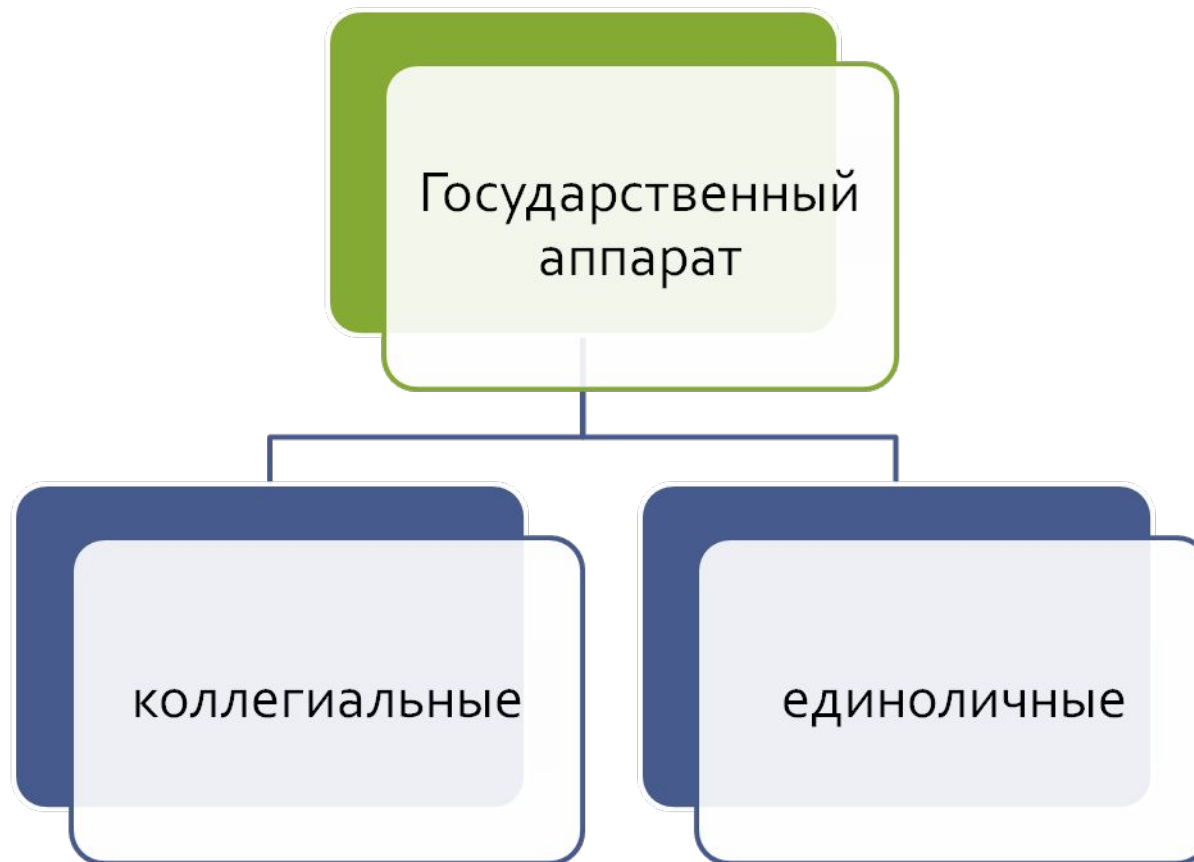 Государственный
аппарат
коллегиальные
единоличные